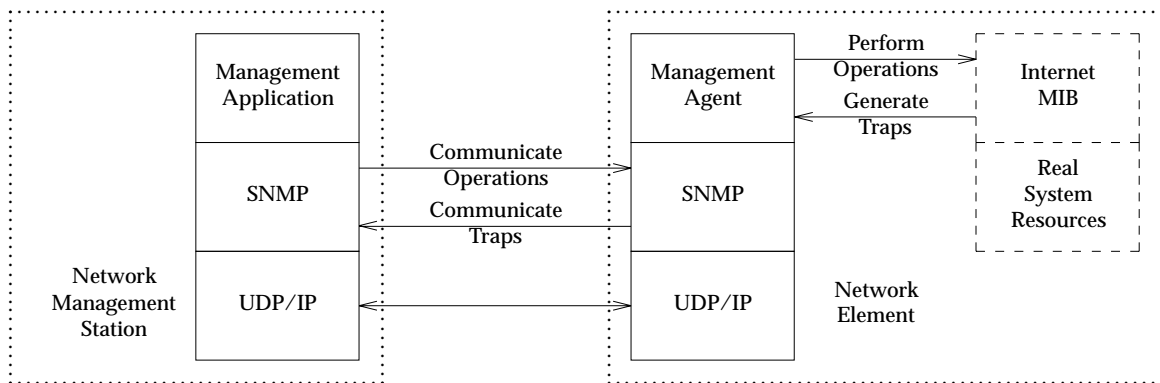 Management
Application
SNMP
UDP/IP
Network
Management
Station
Communicate
Operations
Communicate
Traps
Management
Agent
SNMP
UDP/IP
Network
Element
Perform
Operations
Generate
Traps
Internet
MIB
Real
System
Resources